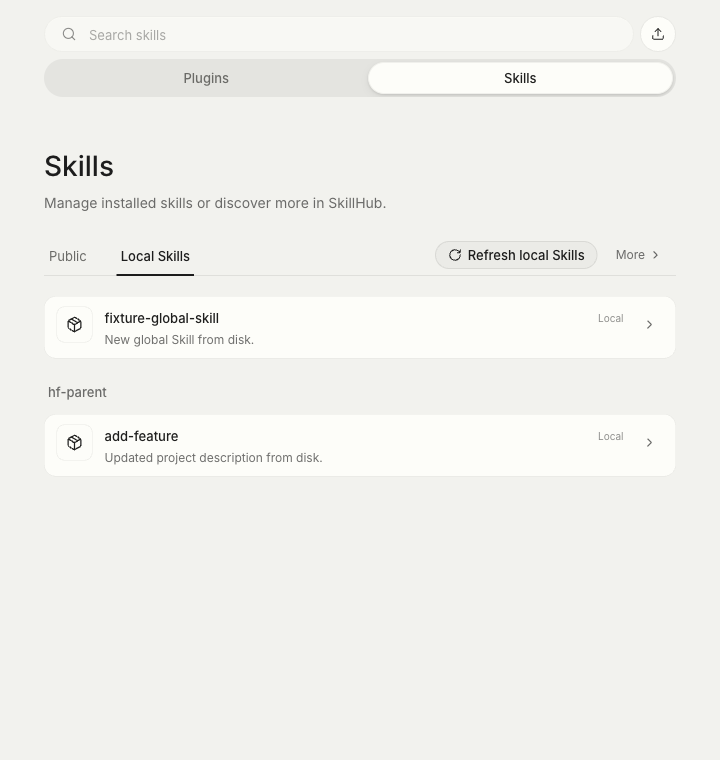 Search skills
Plugins
Skills
Skills
Manage installed skills or discover more in SkillHub.
Public
Local Skills
Refresh local Skills
More
fixture-global-skill
Local
New global Skill from disk.
hf-parent
add-feature
Local
Updated project description from disk.